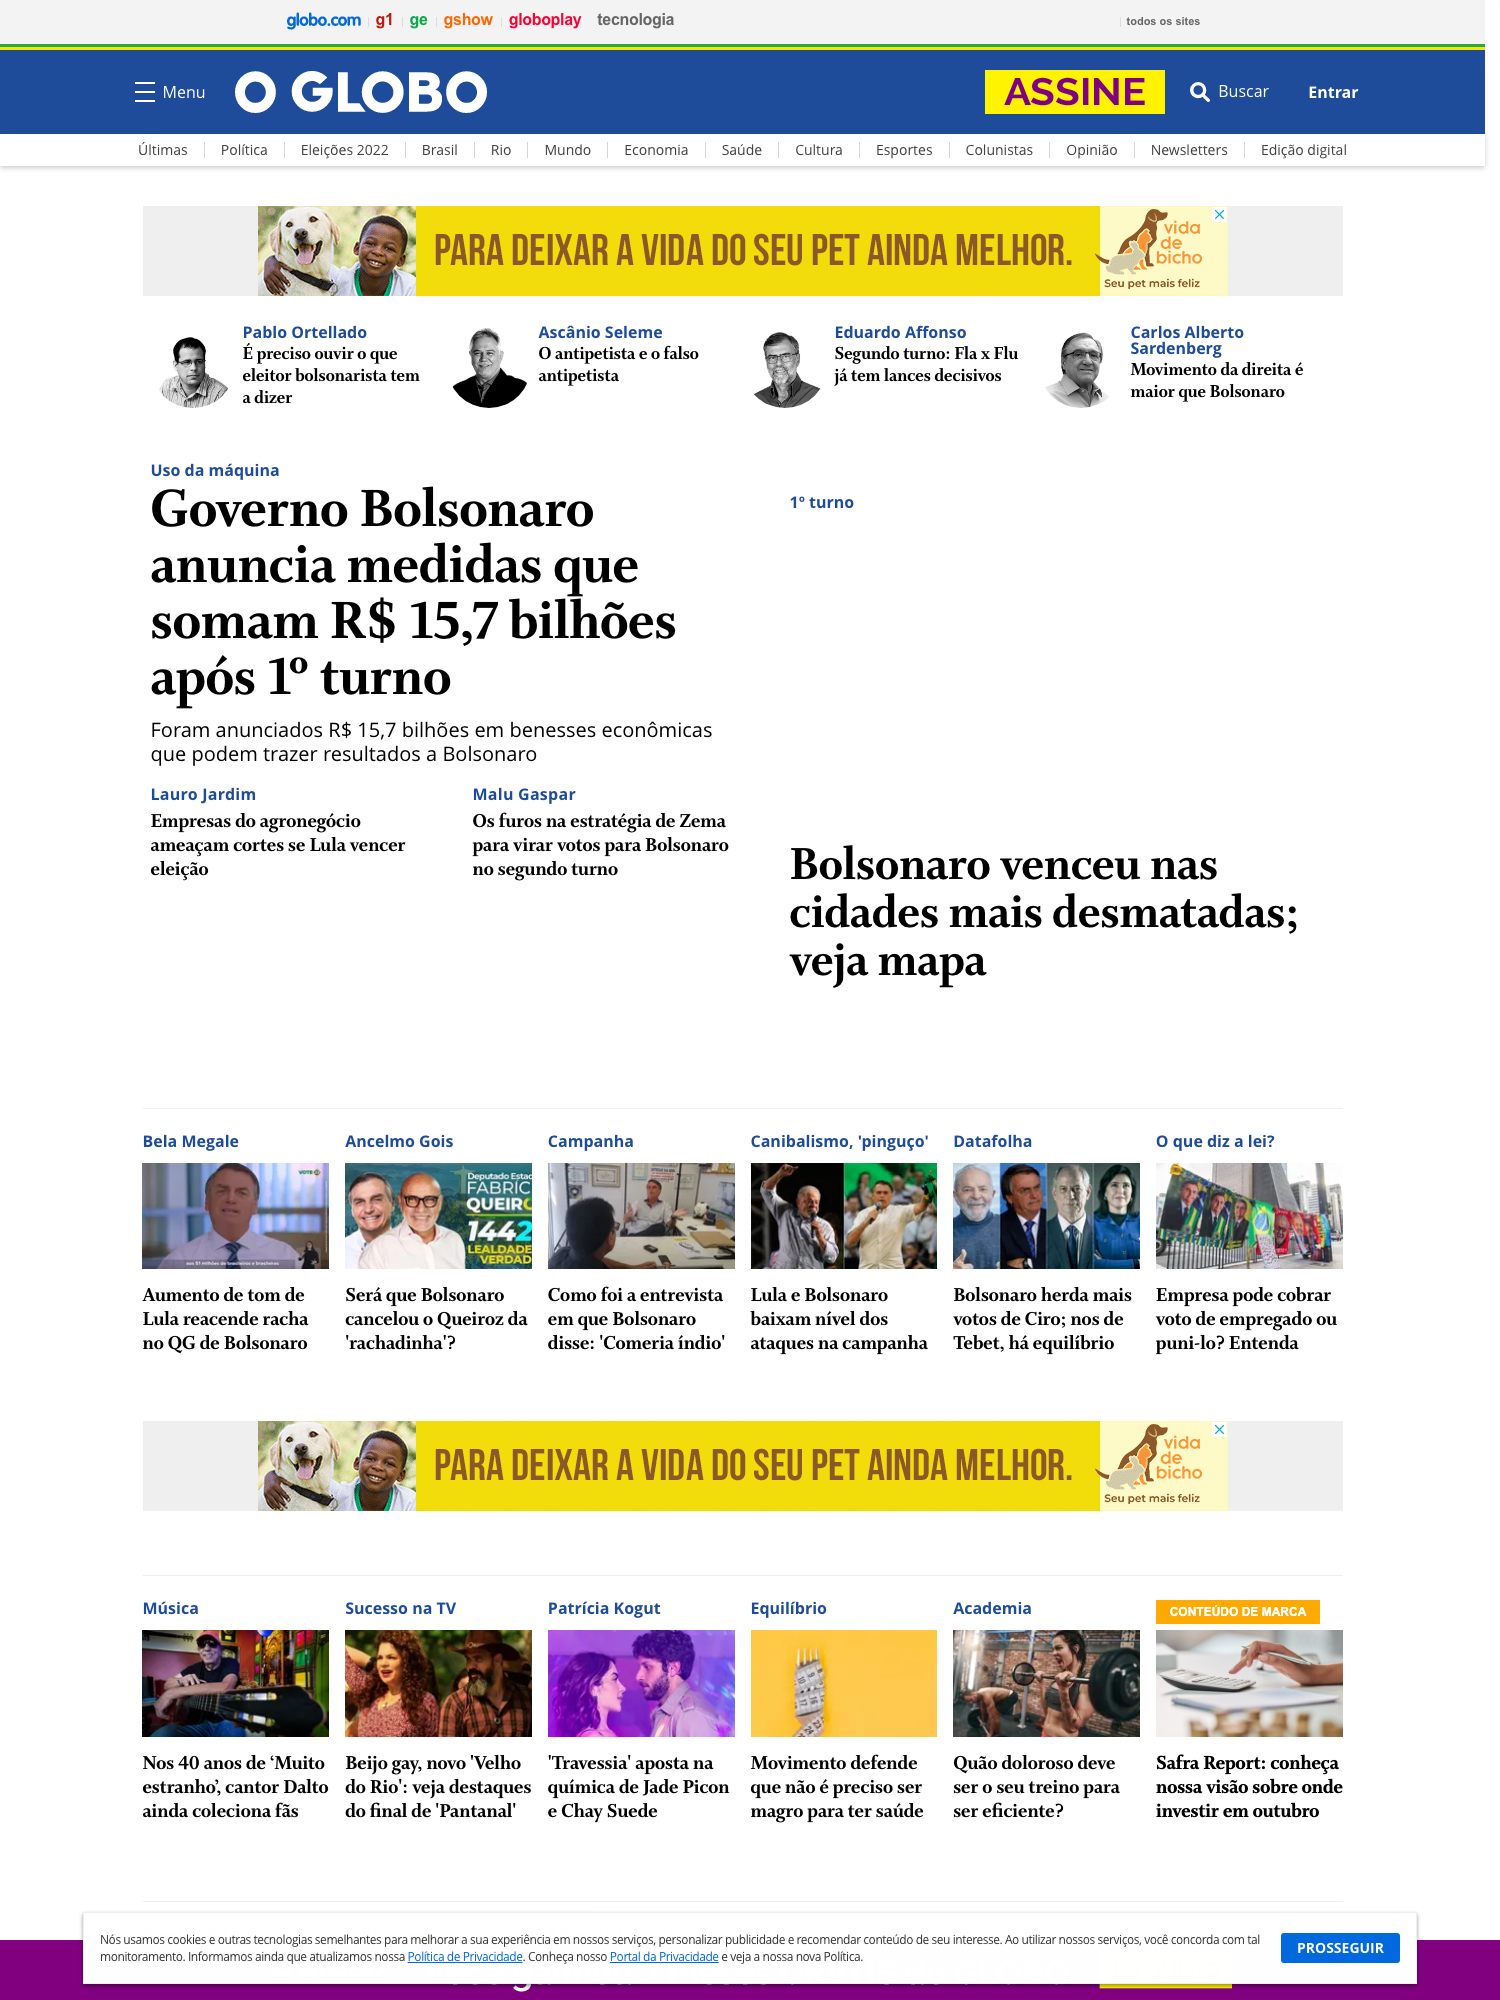 globo.com g1 ge gshow globoplay tecnologia todos os sites
Menu O GLOBO ASSINE Buscar Entrar
Últimas Política Eleições 2022 Brasil Rio Mundo Economia Saúde Cultura Esportes Colunistas Opinião Newsletters Edição digital
PARA DEIXAR A VIDA DO SEU PET AINDA MELHOR.
vida
de
bicho
Seu pet mais feliz
Pablo Ortellado
É preciso ouvir o que
eleitor bolsonarista tem
a dizer
Ascânio Seleme
O antipetista e o falso
antipetista
Eduardo Affonso
Segundo turno: Fla x Flu
já tem lances decisivos
Carlos Alberto
Sardenberg
Movimento da direita é
maior que Bolsonaro
Uso da máquina
Governo Bolsonaro
anuncia medidas que
somam R$ 15,7 bilhões
após 1º turno
Foram anunciados R$ 15,7 bilhões em benesses econômicas
que podem trazer resultados a Bolsonaro
Lauro Jardim
Empresas do agronegócio
ameaçam cortes se Lula vencer
eleição
Malu Gaspar
Os furos na estratégia de Zema
para virar votos para Bolsonaro
no segundo turno
1º turno
Bolsonaro venceu nas
cidades mais desmatadas;
veja mapa
Bela Megale
Aumento de tom de
Lula reacende racha
no QG de Bolsonaro
Ancelmo Gois
Deputado Estad
FABRIC
QUEIRO
1442
LEALDADE
VERDAD
Será que Bolsonaro
cancelou o Queiroz da
'rachadinha'?
Campanha
Como foi a entrevista
em que Bolsonaro
disse: 'Comeria índio'
Canibalismo, 'pinguço'
Lula e Bolsonaro
baixam nível dos
ataques na campanha
Datafolha
Bolsonaro herda mais
votos de Ciro; nos de
Tebet, há equilíbrio
O que diz a lei?
Empresa pode cobrar
voto de empregado ou
puni-lo? Entenda
PARA DEIXAR A VIDA DO SEU PET AINDA MELHOR.
vida
de
bicho
Seu pet mais feliz
Música
Nos 40 anos de ‘Muito
estranho’, cantor Dalto
ainda coleciona fãs
Sucesso na TV
Beijo gay, novo 'Velho
do Rio': veja destaques
do final de 'Pantanal'
Patrícia Kogut
'Travessia' aposta na
química de Jade Picon
e Chay Suede
Equilíbrio
Movimento defende
que não é preciso ser
magro para ter saúde
Academia
Quão doloroso deve
ser o seu treino para
ser eficiente?
CONTEÚDO DE MARCA
Safra Report: conheça
nossa visão sobre onde
investir em outubro
Nós usamos cookies e outras tecnologias semelhantes para melhorar a sua experiência em nossos serviços, personalizar publicidade e recomendar conteúdo de seu interesse. Ao utilizar nossos serviços, você concorda com tal
monitoramento. Informamos ainda que atualizamos nossa Política de Privacidade. Conheça nosso Portal da Privacidade e veja a nossa nova Política.
PROSSEGUIR